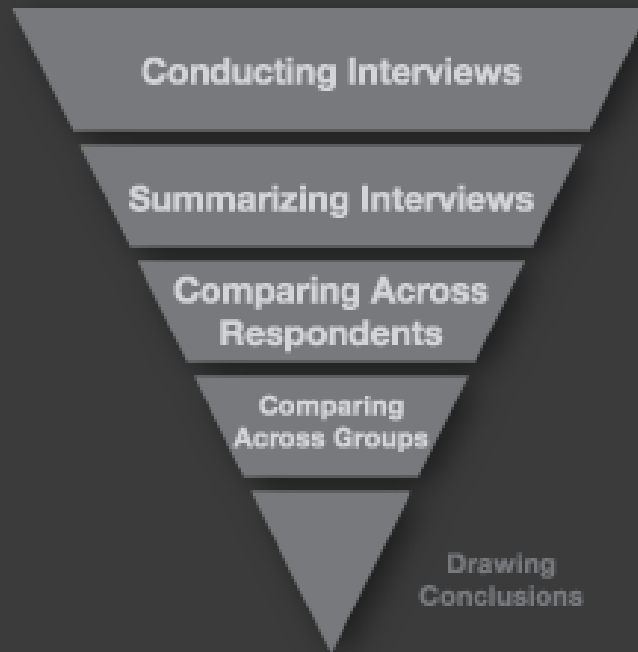 Conducting Interviews
Summarizing Interviews
Comparing Across
Respondents
Comparing
Across Groups
Drawing
Conclusions